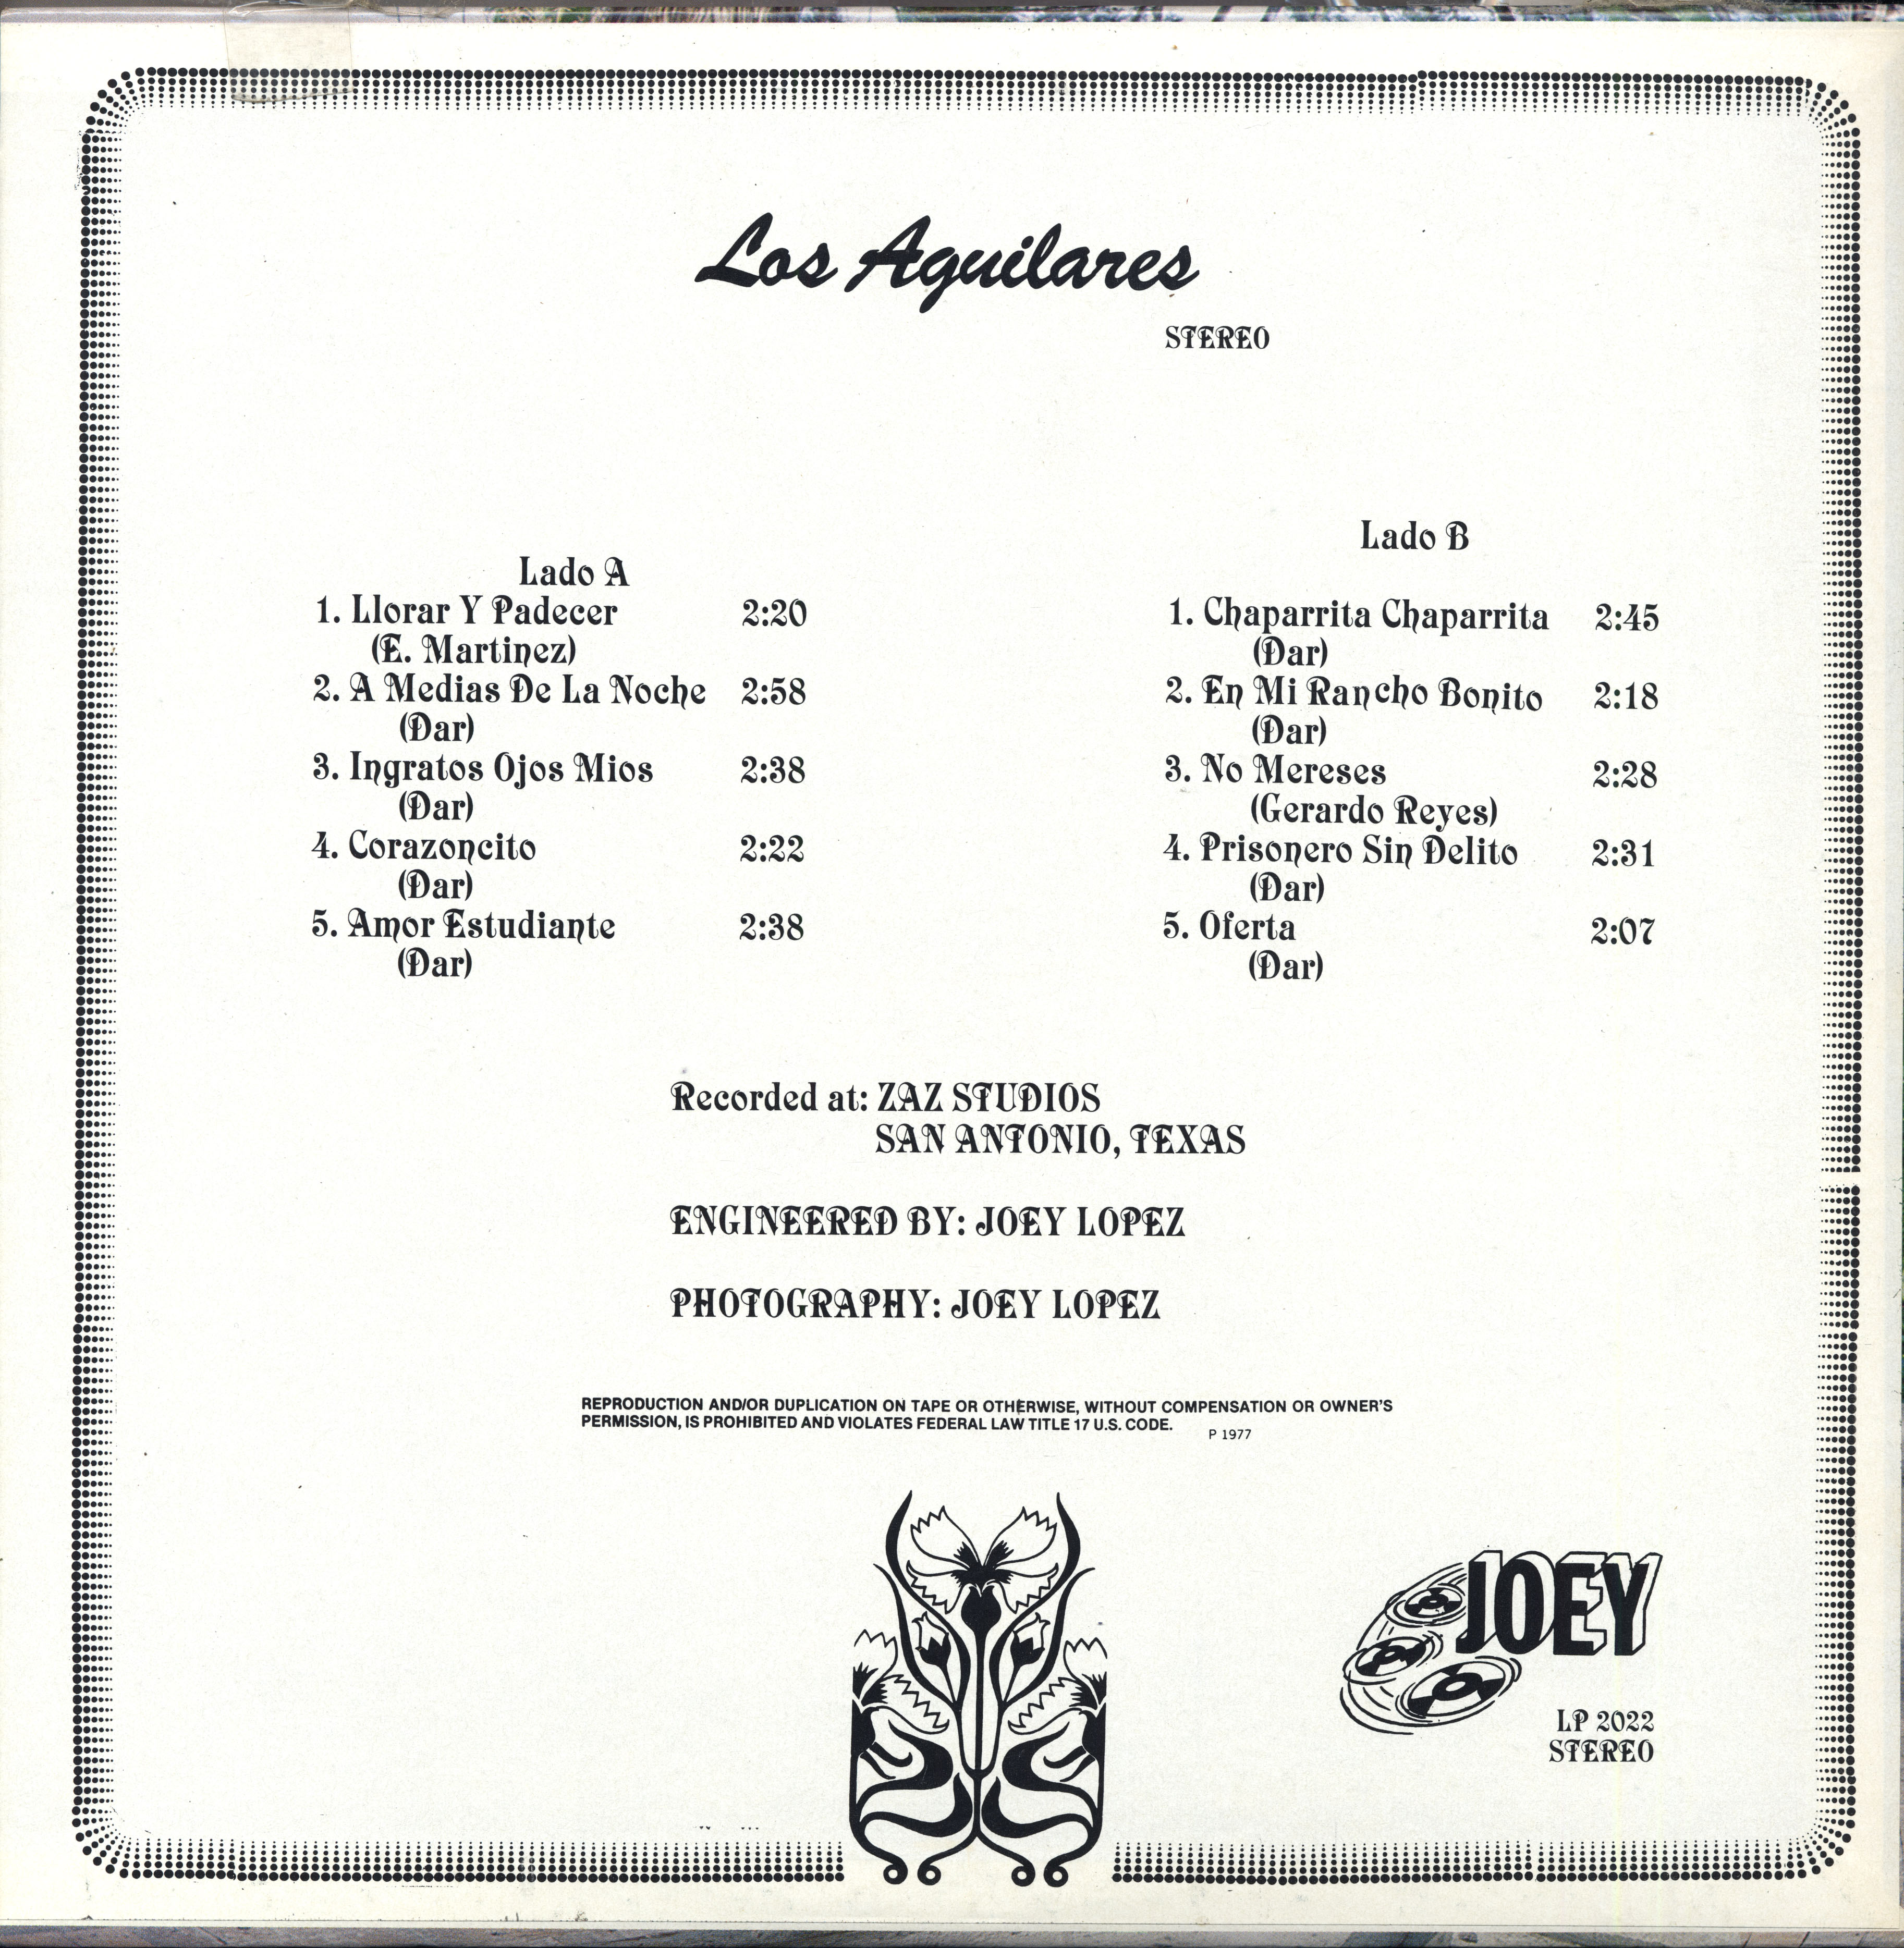 Los Aguilares
STEREO
Lado A
1. Llorar Y Padecer 2:20
(E. Martinez)
2. A Medias De La Noche 2:58
(Dar)
3. Ingratos Ojos Mios 2:38
(Dar)
4. Corazoncito 2:22
(Dar)
5. Amor Estudiante 2:38
(Dar)
Lado B
1. Chaparrita Chaparrita 2:45
(Dar)
2. En Mi Rancho Bonito 2:18
(Dar)
3. No Mereses 2:28
(Gerardo Reyes)
4. Prisonero Sin Delito 2:31
(Dar)
5. Oferta 2:07
(Dar)
Recorded at: ZAZ STUDIOS
SAN ANTONIO, TEXAS
ENGINEERED BY: JOEY LOPEZ
PHOTOGRAPHY: JOEY LOPEZ
REPRODUCTION AND/OR DUPLICATION ON TAPE OR OTHERWISE, WITHOUT COMPENSATION OR OWNER'S
PERMISSION, IS PROHIBITED AND VIOLATES FEDERAL LAW TITLE 17 U.S. CODE.
P 1977
JOEY
LP 2022
STEREO